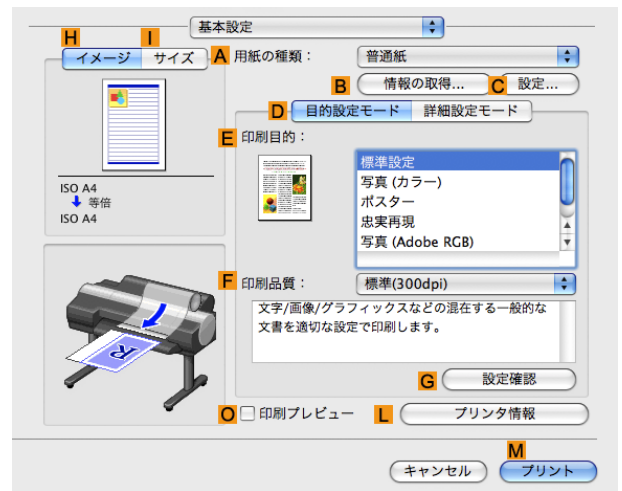 基本設定
H I
イメージ サイズ
A 用紙の種類： 普通紙
B 情報の取得... C 設定...
D 目的設定モード 詳細設定モード
E 印刷目的：
標準設定
写真 (カラー)
ポスター
忠実再現
写真 (Adobe RGB)
ISO A4
等倍
ISO A4
F 印刷品質： 標準(300dpi)
文字/画像/グラフィックスなどの混在する一般的な
文書を適切な設定で印刷します。
R
G 設定確認
O 印刷プレビュー L プリンタ情報
M
キャンセル プリント